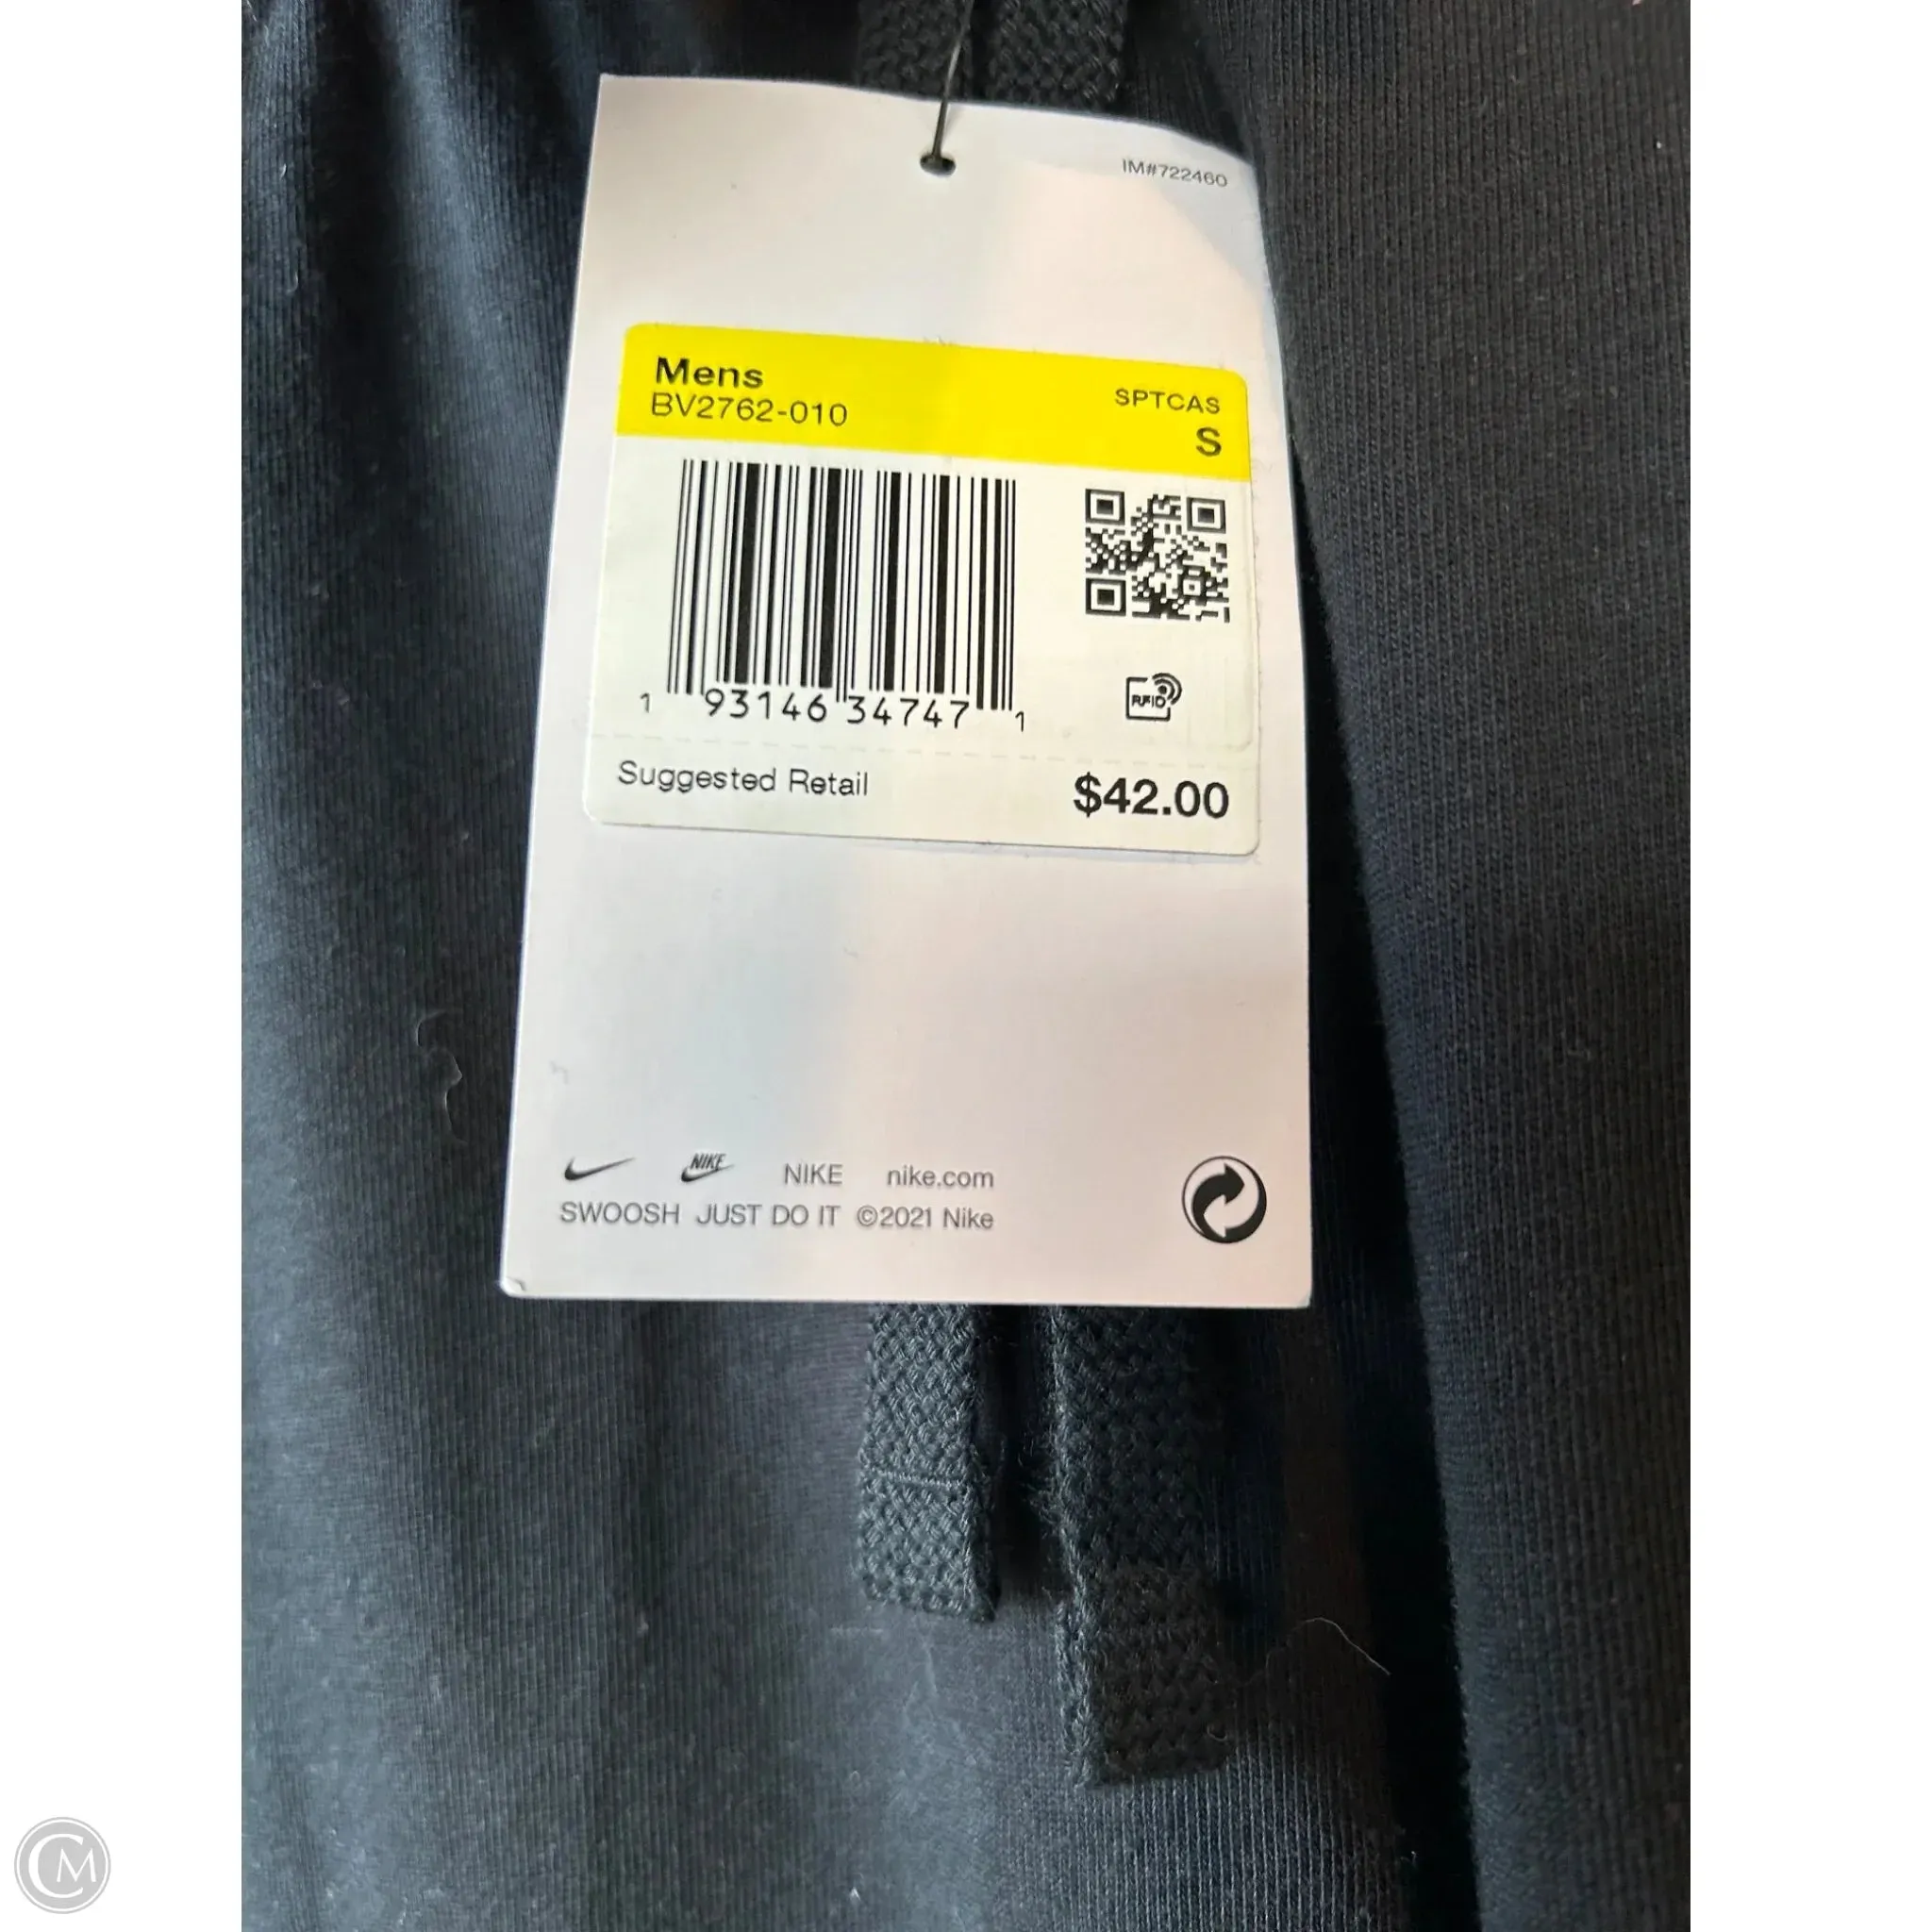 IM#722460
Mens
BV2762-010
SPTCAS
S
1 93146 34747 1
RFID
Suggested Retail $42.00
NIKE NIKE nike.com
SWOOSH JUST DO IT ©2021 Nike
CM